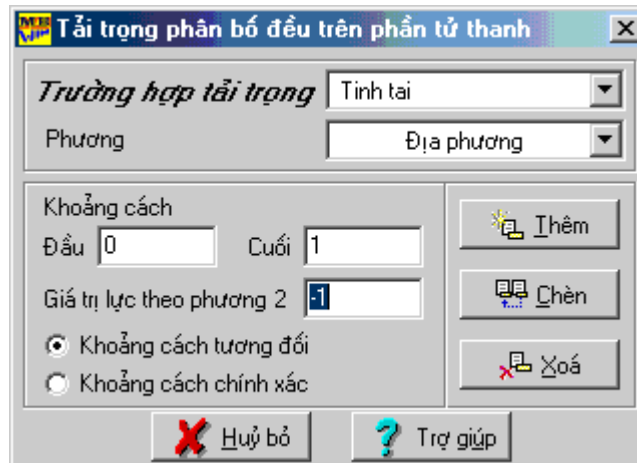 Tải trọng phân bố đều trên phần tử thanh
Trường hợp tải trọng Tinh tai
Phương Địa phương
Khoảng cách
Đầu 0 Cuối 1
Thêm
Giá trị lực theo phương 2 -1
Chèn
Khoảng cách tương đối
Khoảng cách chính xác
Xoá
Huỷ bỏ Trợ giúp